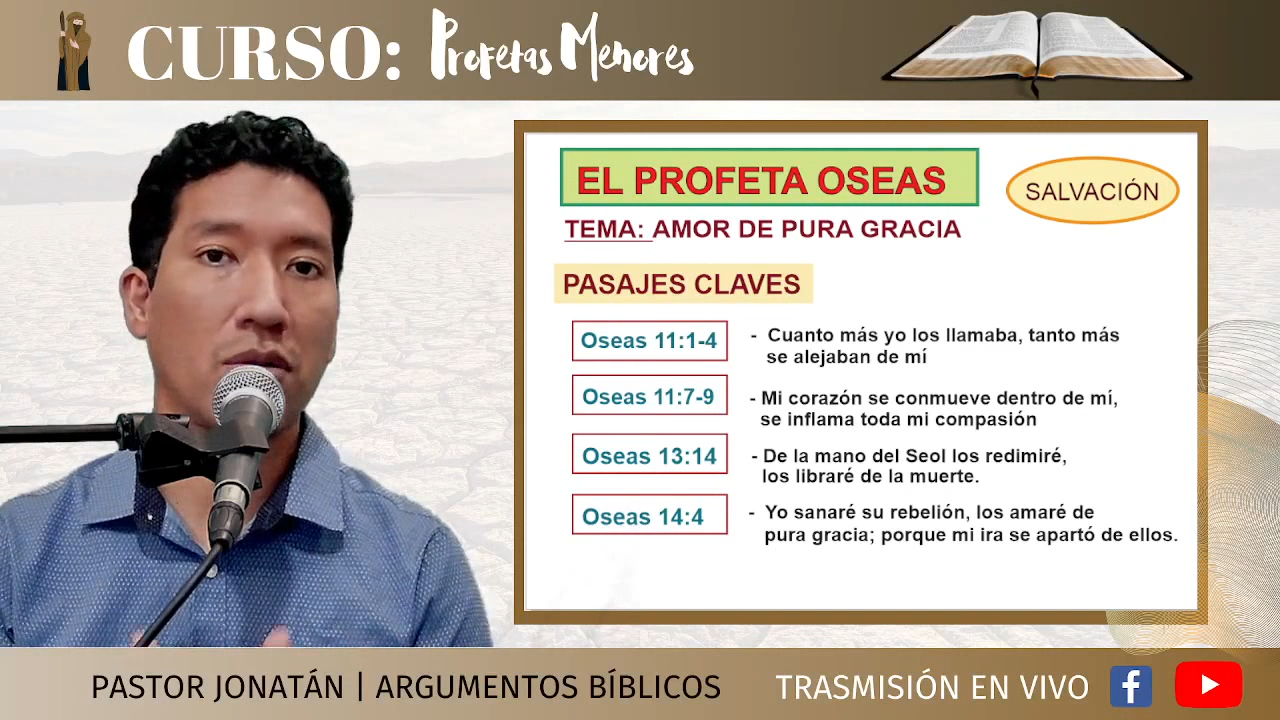 CURSO: Profetas Menores
EL PROFETA OSEAS
SALVACIÓN
TEMA: AMOR DE PURA GRACIA
PASAJES CLAVES
Oseas 11:1-4
- Cuanto más yo los llamaba, tanto más
se alejaban de mí
Oseas 11:7-9
- Mi corazón se conmueve dentro de mí,
se inflama toda mi compasión
Oseas 13:14
- De la mano del Seol los redimiré,
los libraré de la muerte.
Oseas 14:4
- Yo sanaré su rebelión, los amaré de
pura gracia; porque mi ira se apartó de ellos.
PASTOR JONATÁN | ARGUMENTOS BÍBLICOS
TRASMISIÓN EN VIVO